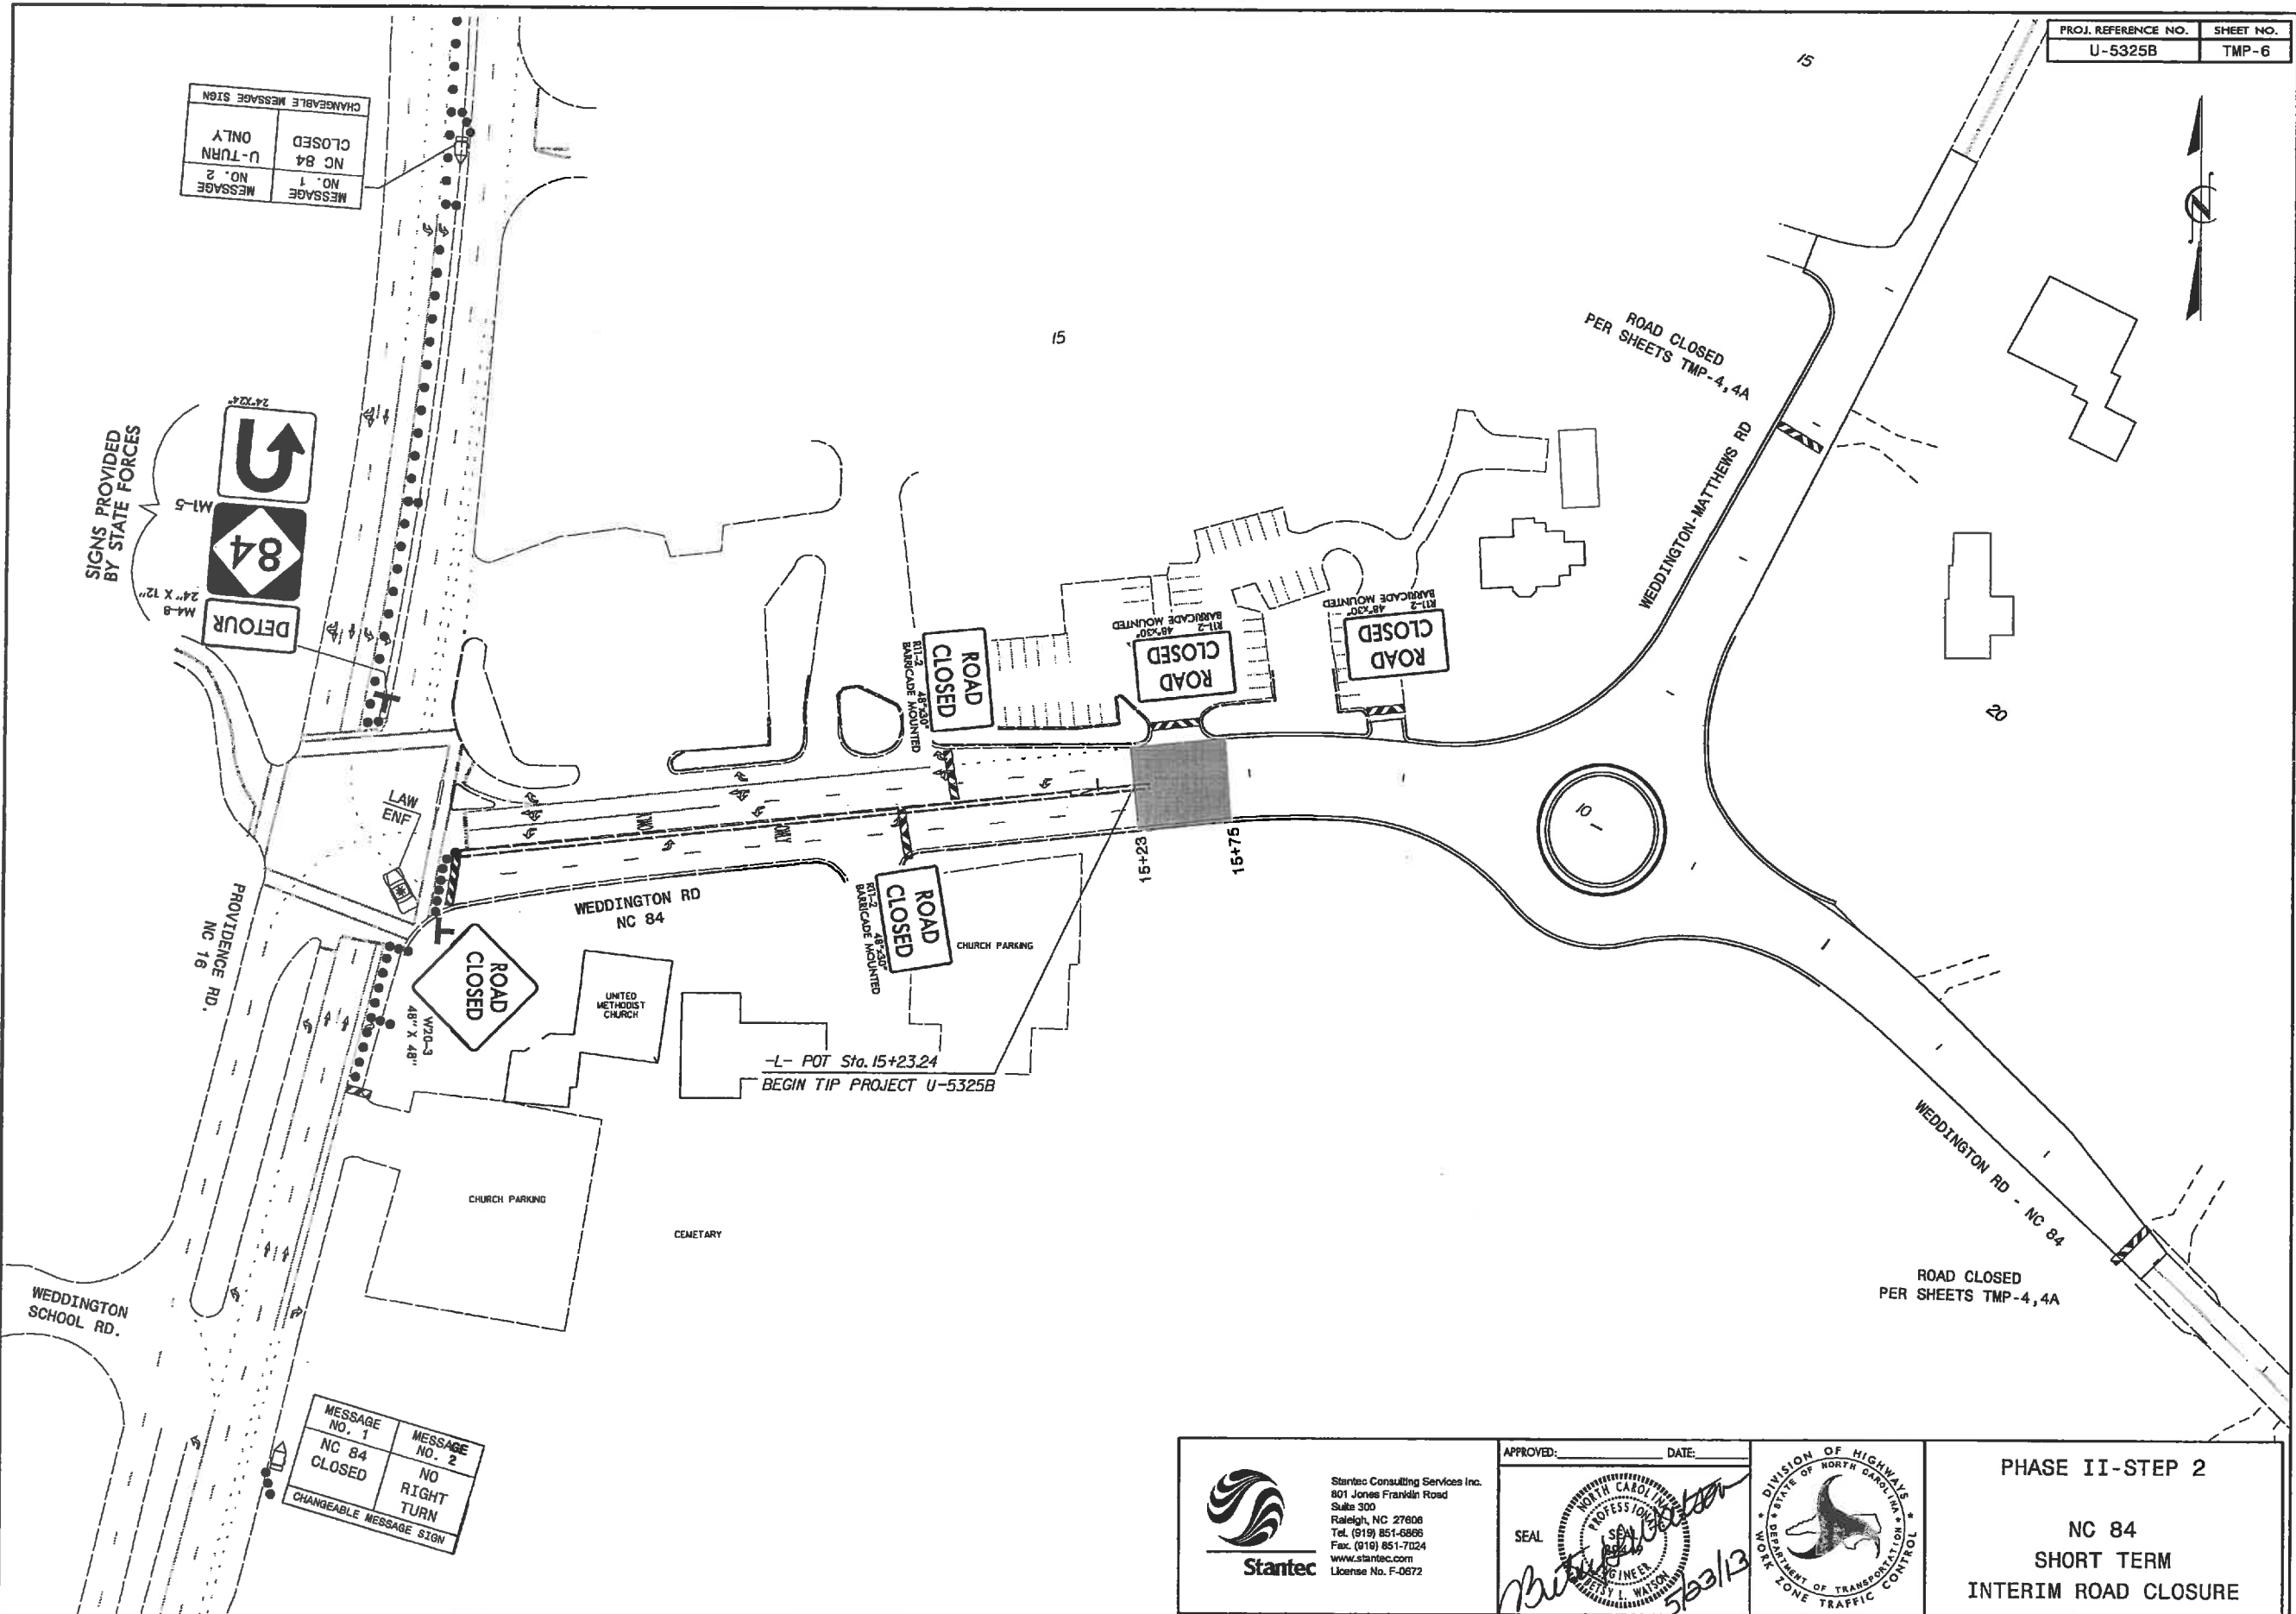 PROJ. REFERENCE NO.
SHEET NO.
U-5325B
TMP-6
15
15
CHANGEABLE MESSAGE SIGN
MESSAGE NO. 1
MESSAGE NO. 2
NC 84 CLOSED
U-TURN ONLY
SIGNS PROVIDED
BY STATE FORCES
24"X24"
M1-5
84
M4-8
24" X 12"
DETOUR
ROAD CLOSED
PER SHEETS TMP-4,4A
WEDDINGTON-MATTHEWS RD
ROAD
CLOSED
R11-2 48"x30"
BARRICADE MOUNTED
ROAD
CLOSED
R11-2 48"x30"
BARRICADE MOUNTED
ROAD
CLOSED
R11-2 48"x30"
BARRICADE MOUNTED
20
10
LAW
ENF
ONLY
ONLY
15+23
15+75
WEDDINGTON RD
NC 84
PROVIDENCE RD.
NC 16
ROAD
CLOSED
R11-2 48"x30"
BARRICADE MOUNTED
CHURCH PARKING
ROAD
CLOSED
W20-3
48" X 48"
UNITED
METHODIST
CHURCH
-L- POT Sta. 15+23.24
BEGIN TIP PROJECT U-5325B
CHURCH PARKING
CEMETARY
WEDDINGTON RD - NC 84
ROAD CLOSED
PER SHEETS TMP-4,4A
WEDDINGTON
SCHOOL RD.
MESSAGE NO. 1
MESSAGE NO. 2
NC 84 CLOSED
NO RIGHT TURN
CHANGEABLE MESSAGE SIGN
Stantec
Stantec Consulting Services Inc.
801 Jones Franklin Road
Suite 300
Raleigh, NC 27606
Tel. (919) 851-6866
Fax. (919) 851-7024
www.stantec.com
License No. F-0672
APPROVED: DATE:
SEAL
NORTH CAROLINA
PROFESSIONAL
SEAL
ENGINEER
BETSY L. WATSON
5/23/13
DIVISION OF HIGHWAYS
STATE OF NORTH CAROLINA
DEPARTMENT OF TRANSPORTATION
WORK ZONE TRAFFIC CONTROL
PHASE II-STEP 2
NC 84
SHORT TERM
INTERIM ROAD CLOSURE